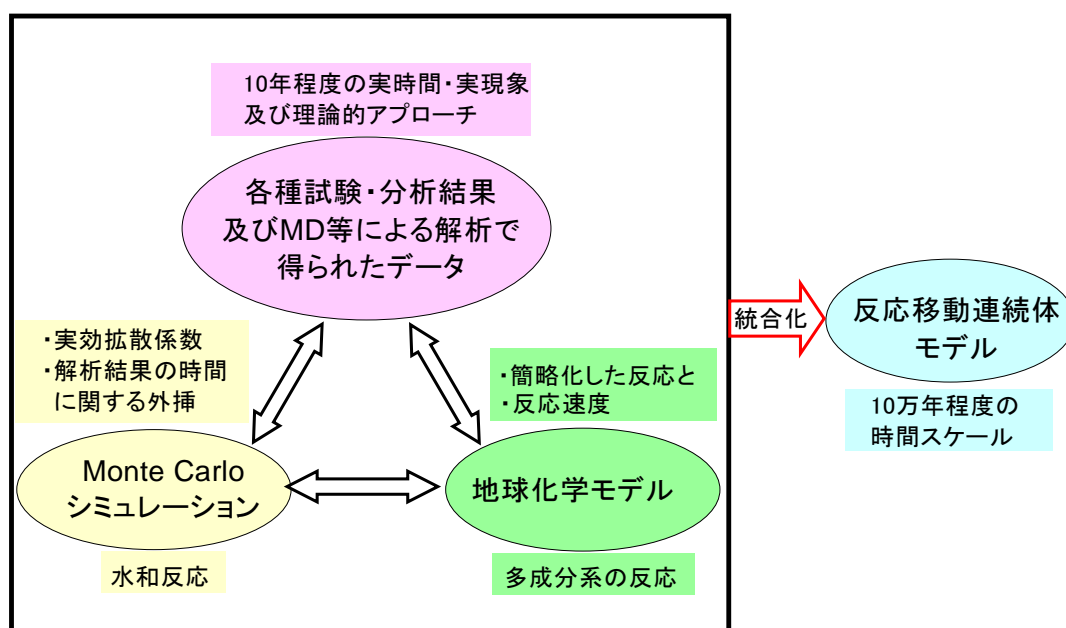 10年程度の実時間・実現象
及び理論的アプローチ
各種試験・分析結果
及びMD等による解析で
得られたデータ
統合化
反応移動連続体
モデル
10万年程度の
時間スケール
・実効拡散係数
・解析結果の時間
に関する外挿
・簡略化した反応と
・反応速度
Monte Carlo
シミュレーション
地球化学モデル
水和反応
多成分系の反応